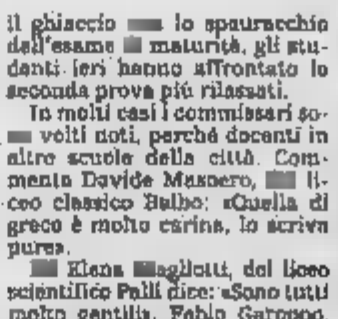 il ghiaccio lo spauracchio
dell'esame maturità, gli stu-
denti ieri hanno affrontato la
seconda prova più rilassati.
In molti casi i commissari so-
volti noti, perché docenti in
altre scuole della città. Com-
menta Davide Masoero, li-
ceo classico Balbo: «Quella di
greco è molto carina, lo scriva
pure».
Elena del liceo
scientifico Palli dice: «Sono tutti
molto gentili». Fabio